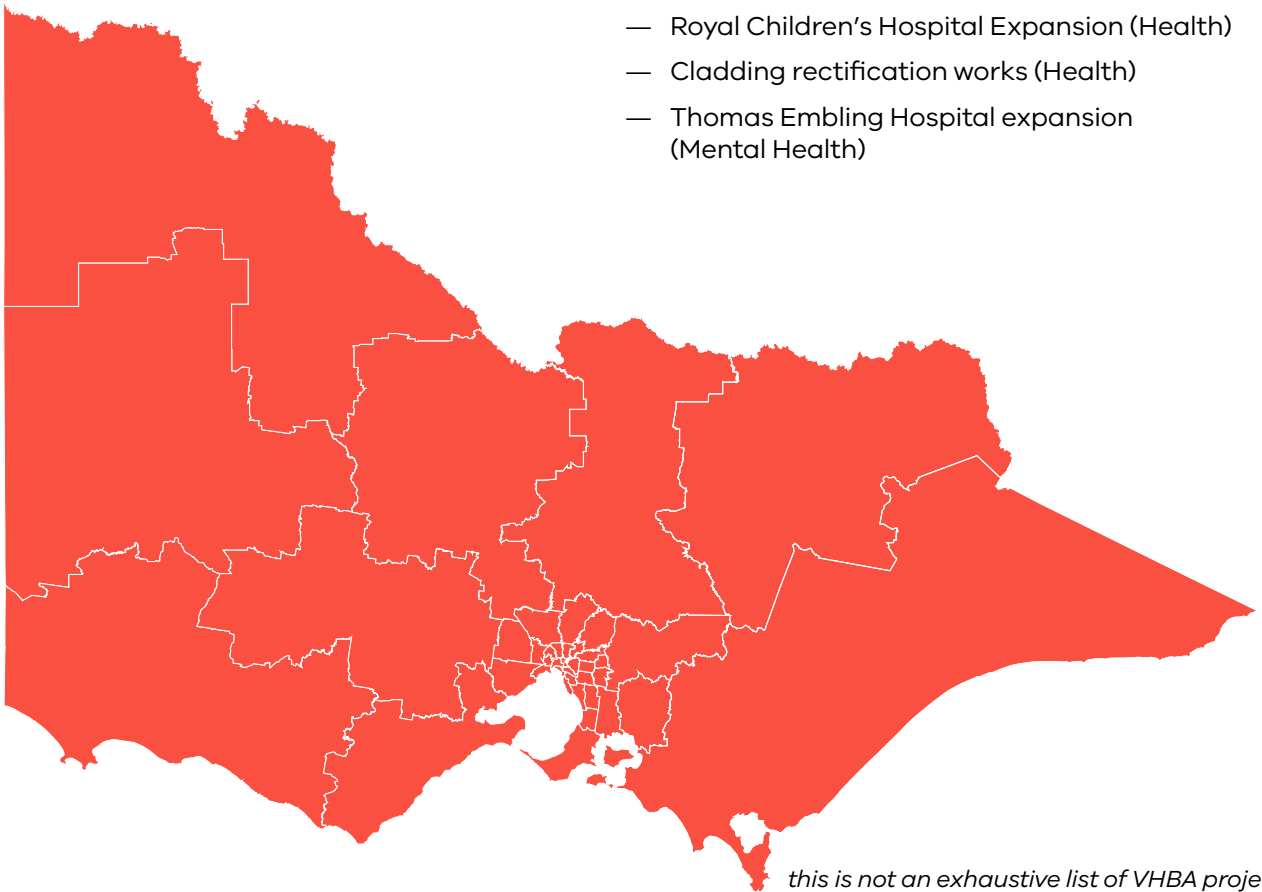 — Royal Children's Hospital Expansion (Health)
— Cladding rectification works (Health)
— Thomas Embling Hospital expansion
(Mental Health)
this is not an exhaustive list of VHBA proje